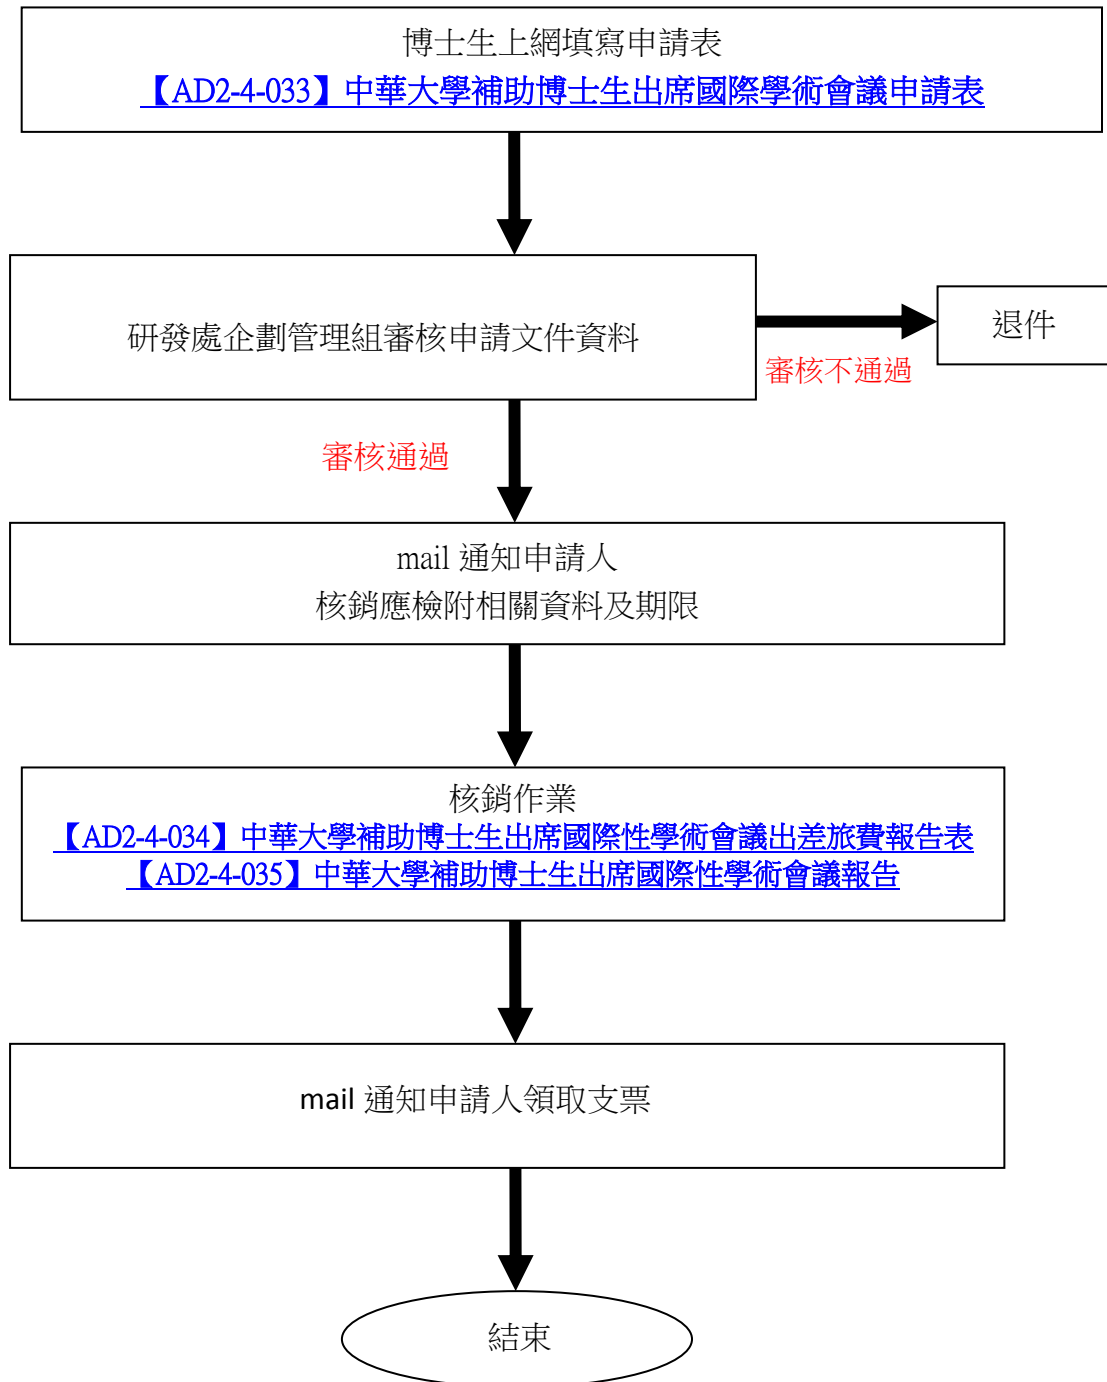 博士生上網填寫申請表
【AD2-4-033】中華大學補助博士生出席國際學術會議申請表
研發處企劃管理組審核申請文件資料
退件
審核不通過
審核通過
mail 通知申請人
核銷應檢附相關資料及期限
核銷作業
【AD2-4-034】中華大學補助博士生出席國際性學術會議出差旅費報告表
【AD2-4-035】中華大學補助博士生出席國際性學術會議報告
mail 通知申請人領取支票
結束